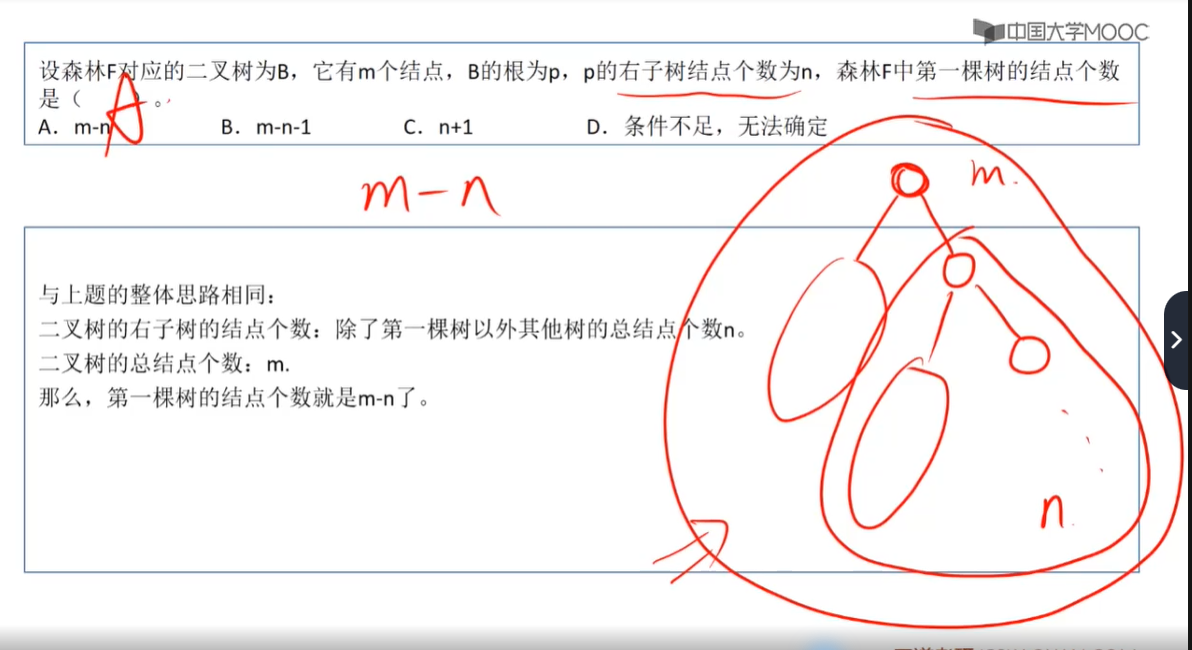 中国大学MOOC
设森林F对应的二叉树为B，它有m个结点，B的根为p，p的右子树结点个数为n，森林F中第一棵树的结点个数
是（ A ）。
A．m-n B．m-n-1 C．n+1 D．条件不足，无法确定
m.
m-n
与上题的整体思路相同：
二叉树的右子树的结点个数：除了第一棵树以外其他树的总结点个数n。
二叉树的总结点个数：m.
那么，第一棵树的结点个数就是m-n了。
n.